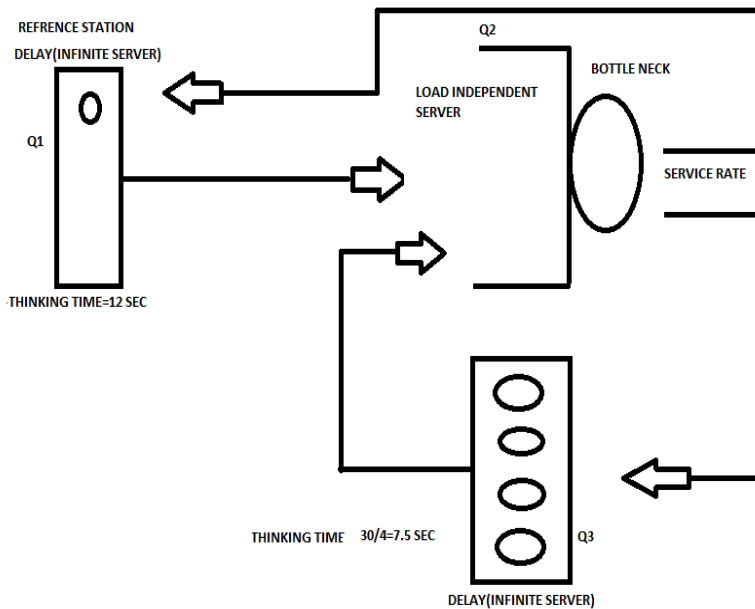 REFRENCE STATION
DELAY(INFINITE SERVER)
Q1
THINKING TIME=12 SEC
Q2
LOAD INDEPENDENT
SERVER
BOTTLE NECK
SERVICE RATE
THINKING TIME 30/4=7.5 SEC
Q3
DELAY(INFINITE SERVER)